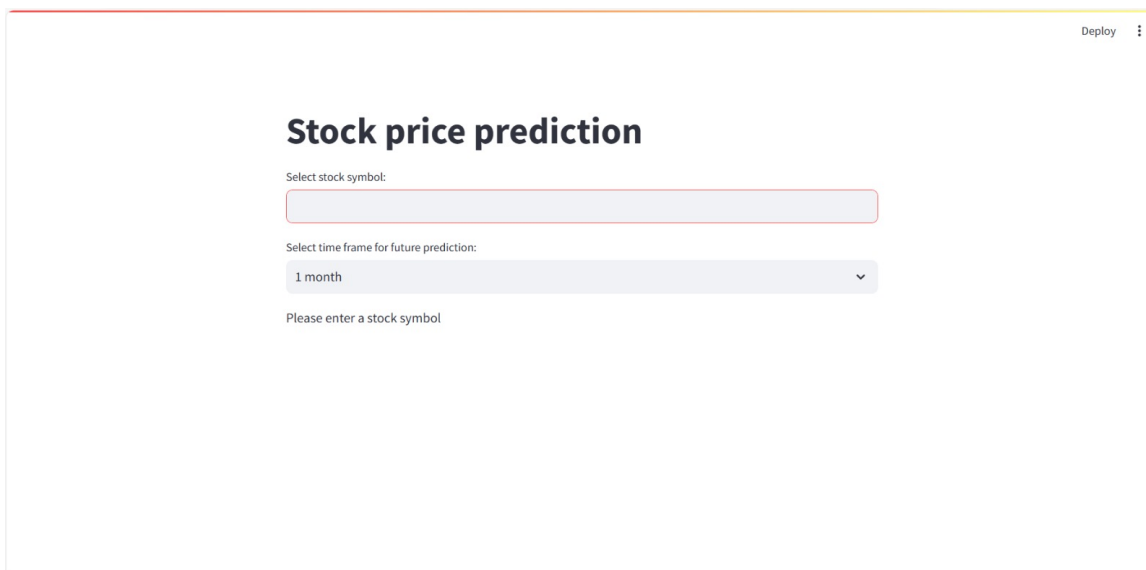 Deploy
Stock price prediction
Select stock symbol:
Select time frame for future prediction:
1 month
Please enter a stock symbol